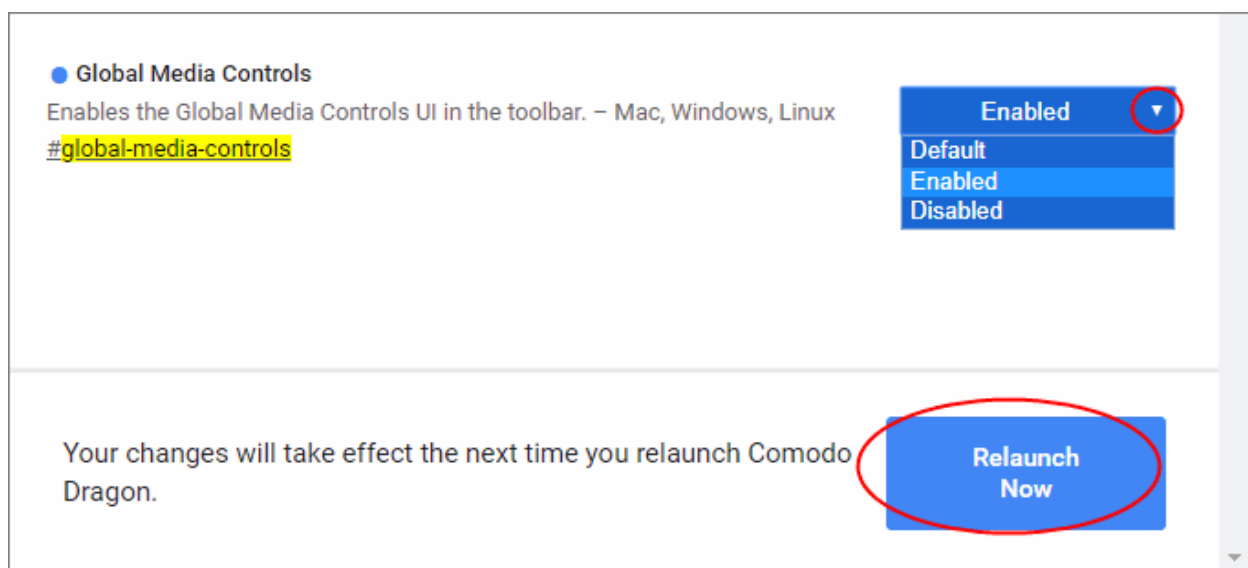 Global Media Controls
Enables the Global Media Controls UI in the toolbar. – Mac, Windows, Linux
#global-media-controls
Enabled
Default
Enabled
Disabled
Your changes will take effect the next time you relaunch Comodo
Dragon.
Relaunch
Now